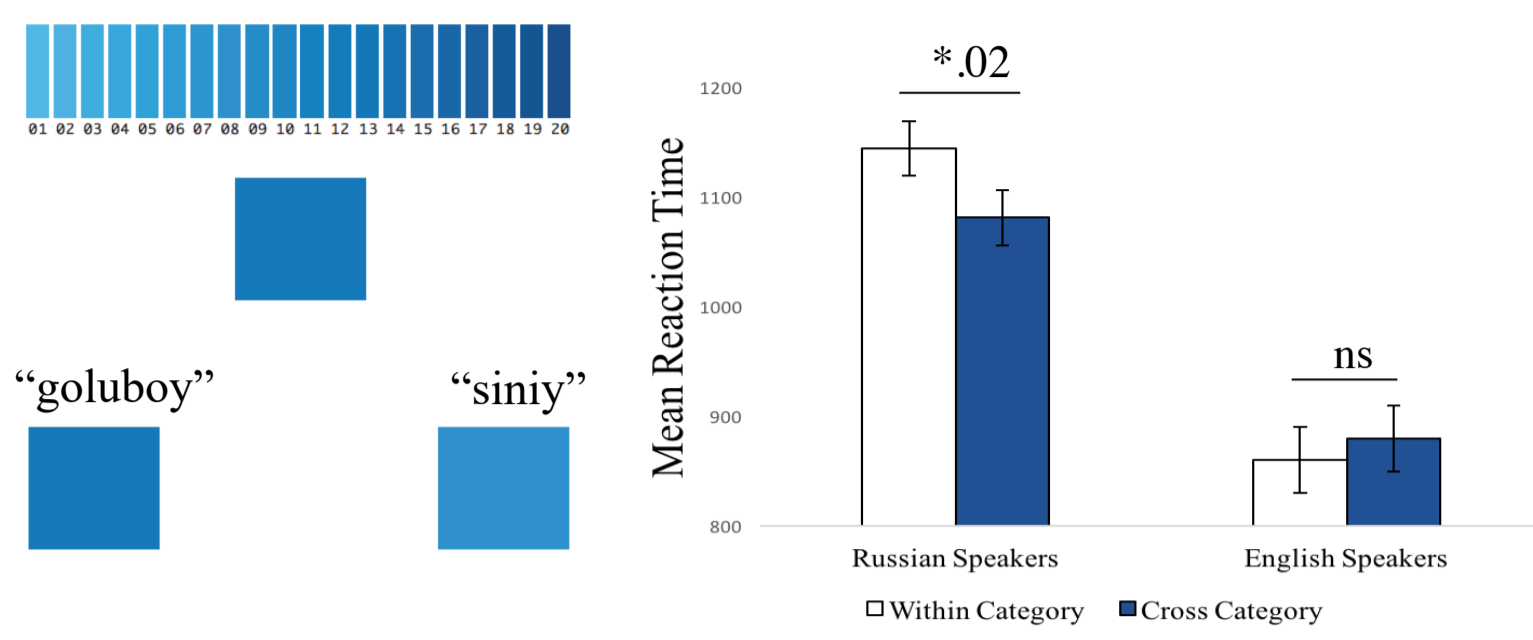 01 02 03 04 05 06 07 08 09 10 11 12 13 14 15 16 17 18 19 20
“goluboy”
“siniy”
Mean Reaction Time
1200
1100
1000
900
800
*.02
ns
Russian Speakers
English Speakers
Within Category
Cross Category